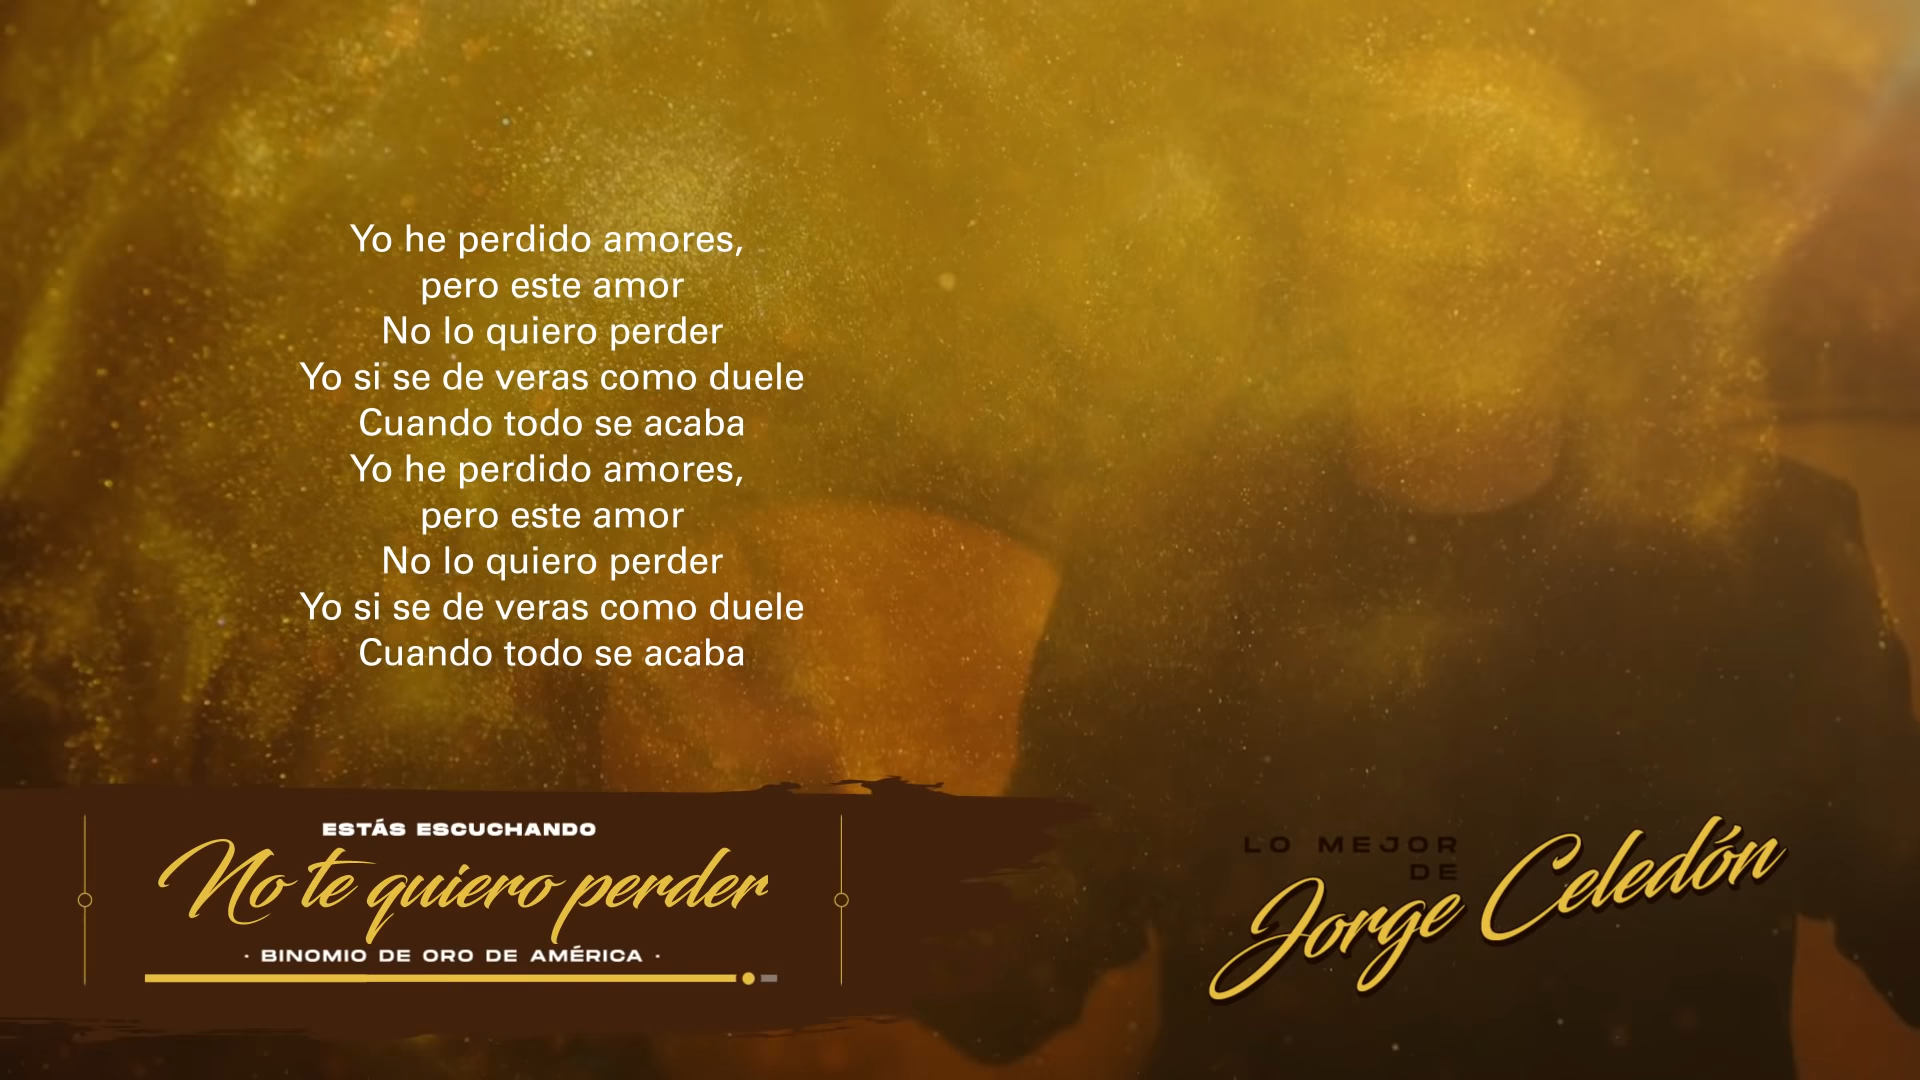 Yo he perdido amores,
pero este amor
No lo quiero perder
Yo si se de veras como duele
Cuando todo se acaba
Yo he perdido amores,
pero este amor
No lo quiero perder
Yo si se de veras como duele
Cuando todo se acaba
ESTÁS ESCUCHANDO
No te quiero perder
· BINOMIO DE ORO DE AMÉRICA ·
LO MEJOR
DE
Jorge Celedón